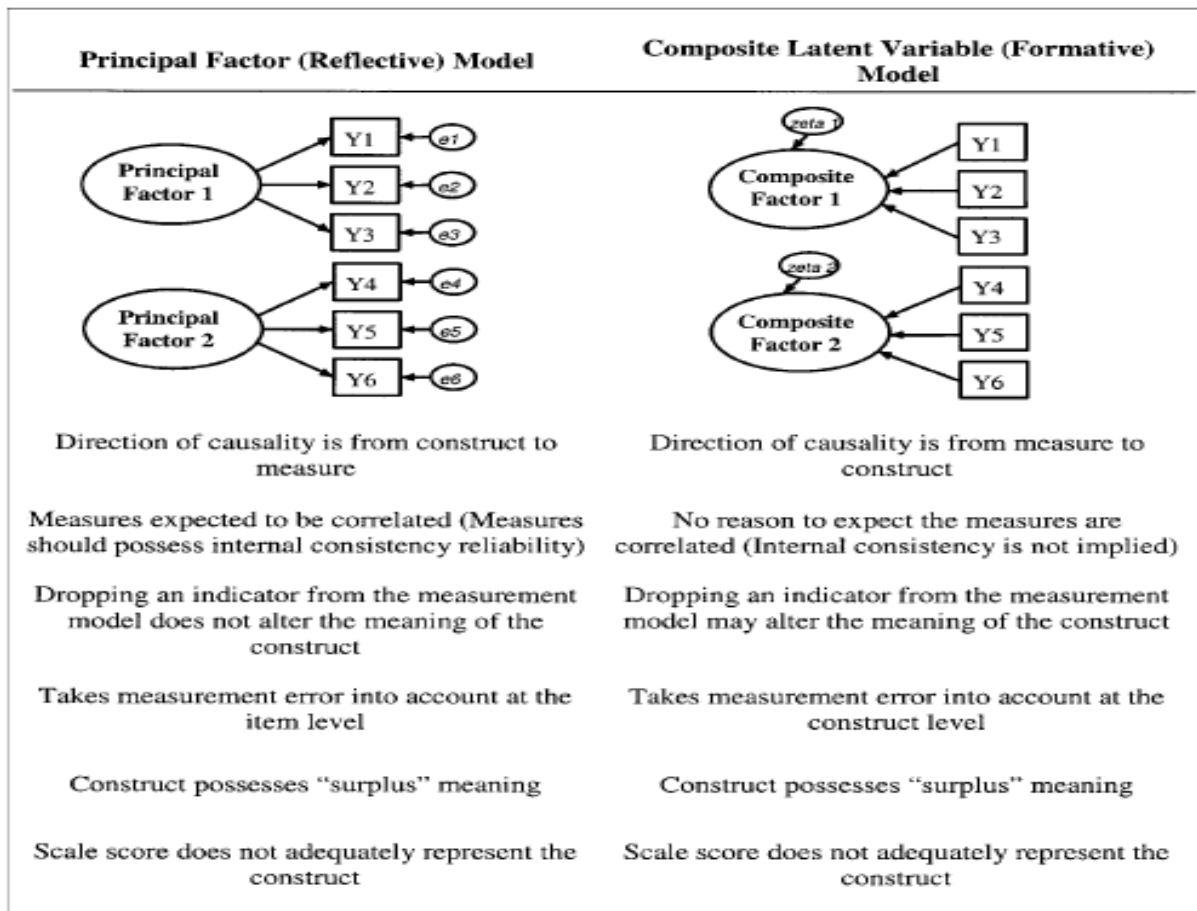 Principal Factor (Reflective) Model
Composite Latent Variable (Formative)
Model
Principal
Factor 1
Y1
e1
Y2
e2
Y3
e3
Principal
Factor 2
Y4
e4
Y5
e5
Y6
e6
zeta 1
Composite
Factor 1
Y1
Y2
Y3
zeta 2
Composite
Factor 2
Y4
Y5
Y6
Direction of causality is from construct to
measure
Direction of causality is from measure to
construct
Measures expected to be correlated (Measures
should possess internal consistency reliability)
No reason to expect the measures are
correlated (Internal consistency is not implied)
Dropping an indicator from the measurement
model does not alter the meaning of the
construct
Dropping an indicator from the measurement
model may alter the meaning of the construct
Takes measurement error into account at the
item level
Takes measurement error into account at the
construct level
Construct possesses “surplus” meaning
Construct possesses “surplus” meaning
Scale score does not adequately represent the
construct
Scale score does not adequately represent the
construct